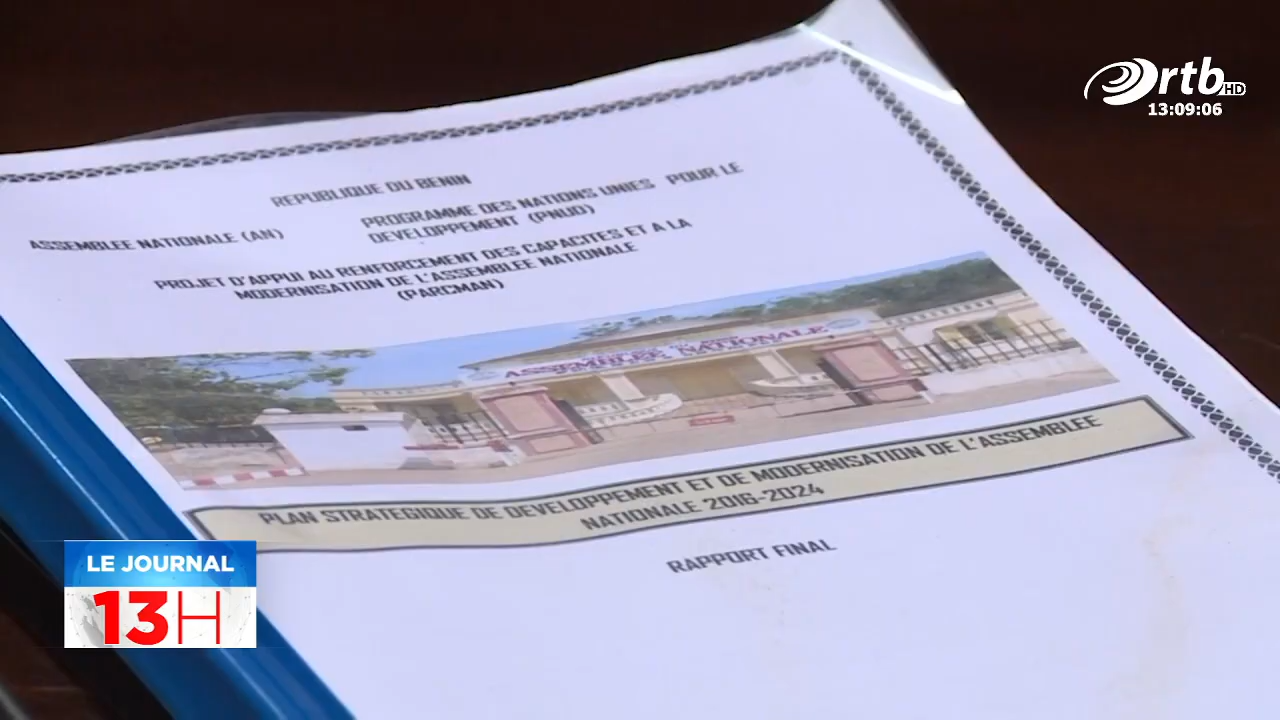 ortb HD
13:09:06
REPUBLIQUE DU BENIN
ASSEMBLEE NATIONALE (AN)
PROGRAMME DES NATIONS UNIES POUR LE
DEVELOPPEMENT (PNUD)
PROJET D'APPUI AU RENFORCEMENT DES CAPACITES ET A LA
MODERNISATION DE L'ASSEMBLEE NATIONALE
(PARCMAN)
ASSEMBLEE NATIONALE
PLAN STRATEGIQUE DE DEVELOPPEMENT ET DE MODERNISATION DE L'ASSEMBLEE
NATIONALE 2016-2024
RAPPORT FINAL
LE JOURNAL
13H